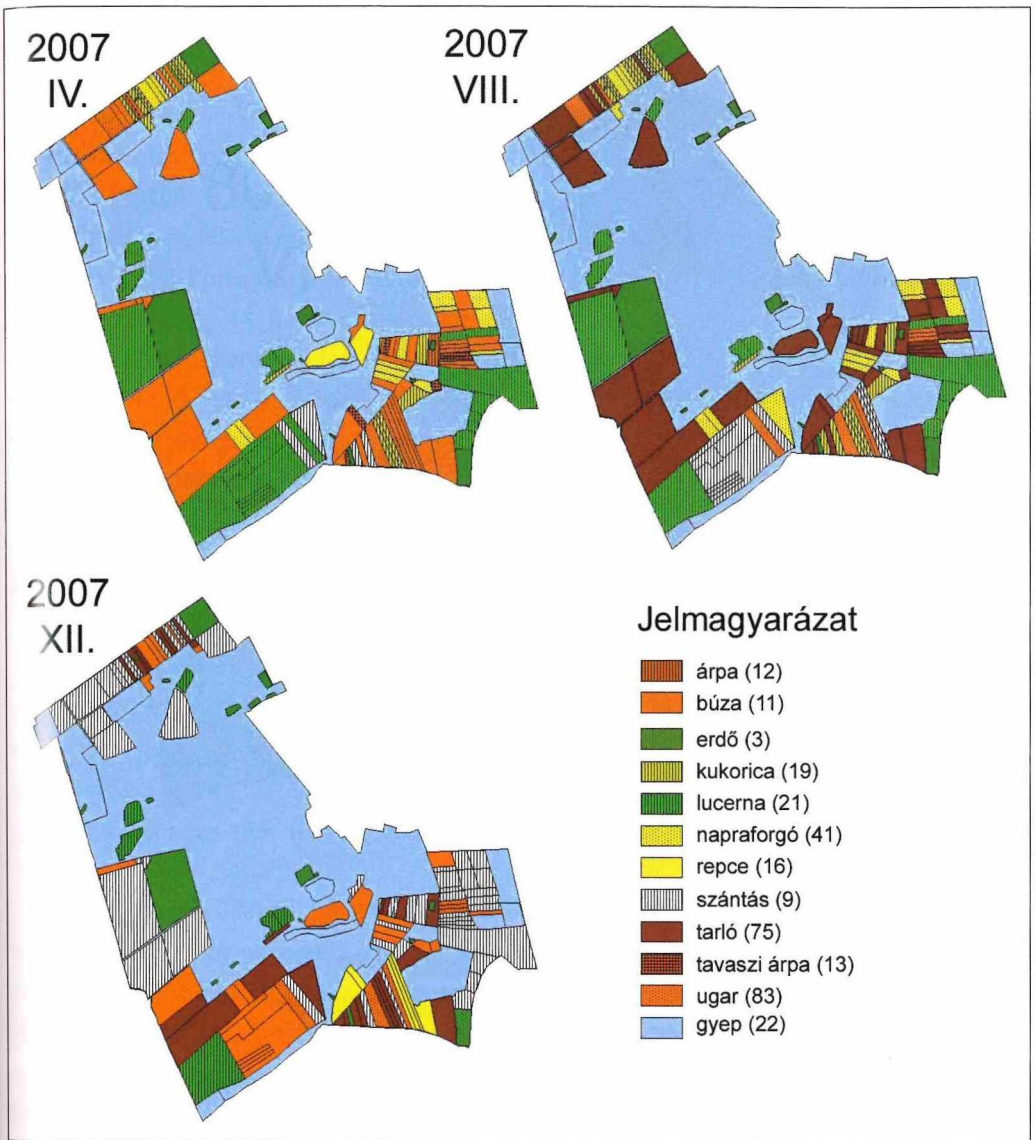 2007
IV.
2007
VIII.
2007
XII.
Jelmagyarázat
árpa (12)
búza (11)
erdő (3)
kukorica (19)
lucerna (21)
napraforgó (41)
repce (16)
szántás (9)
tarló (75)
tavaszi árpa (13)
ugar (83)
gyep (22)